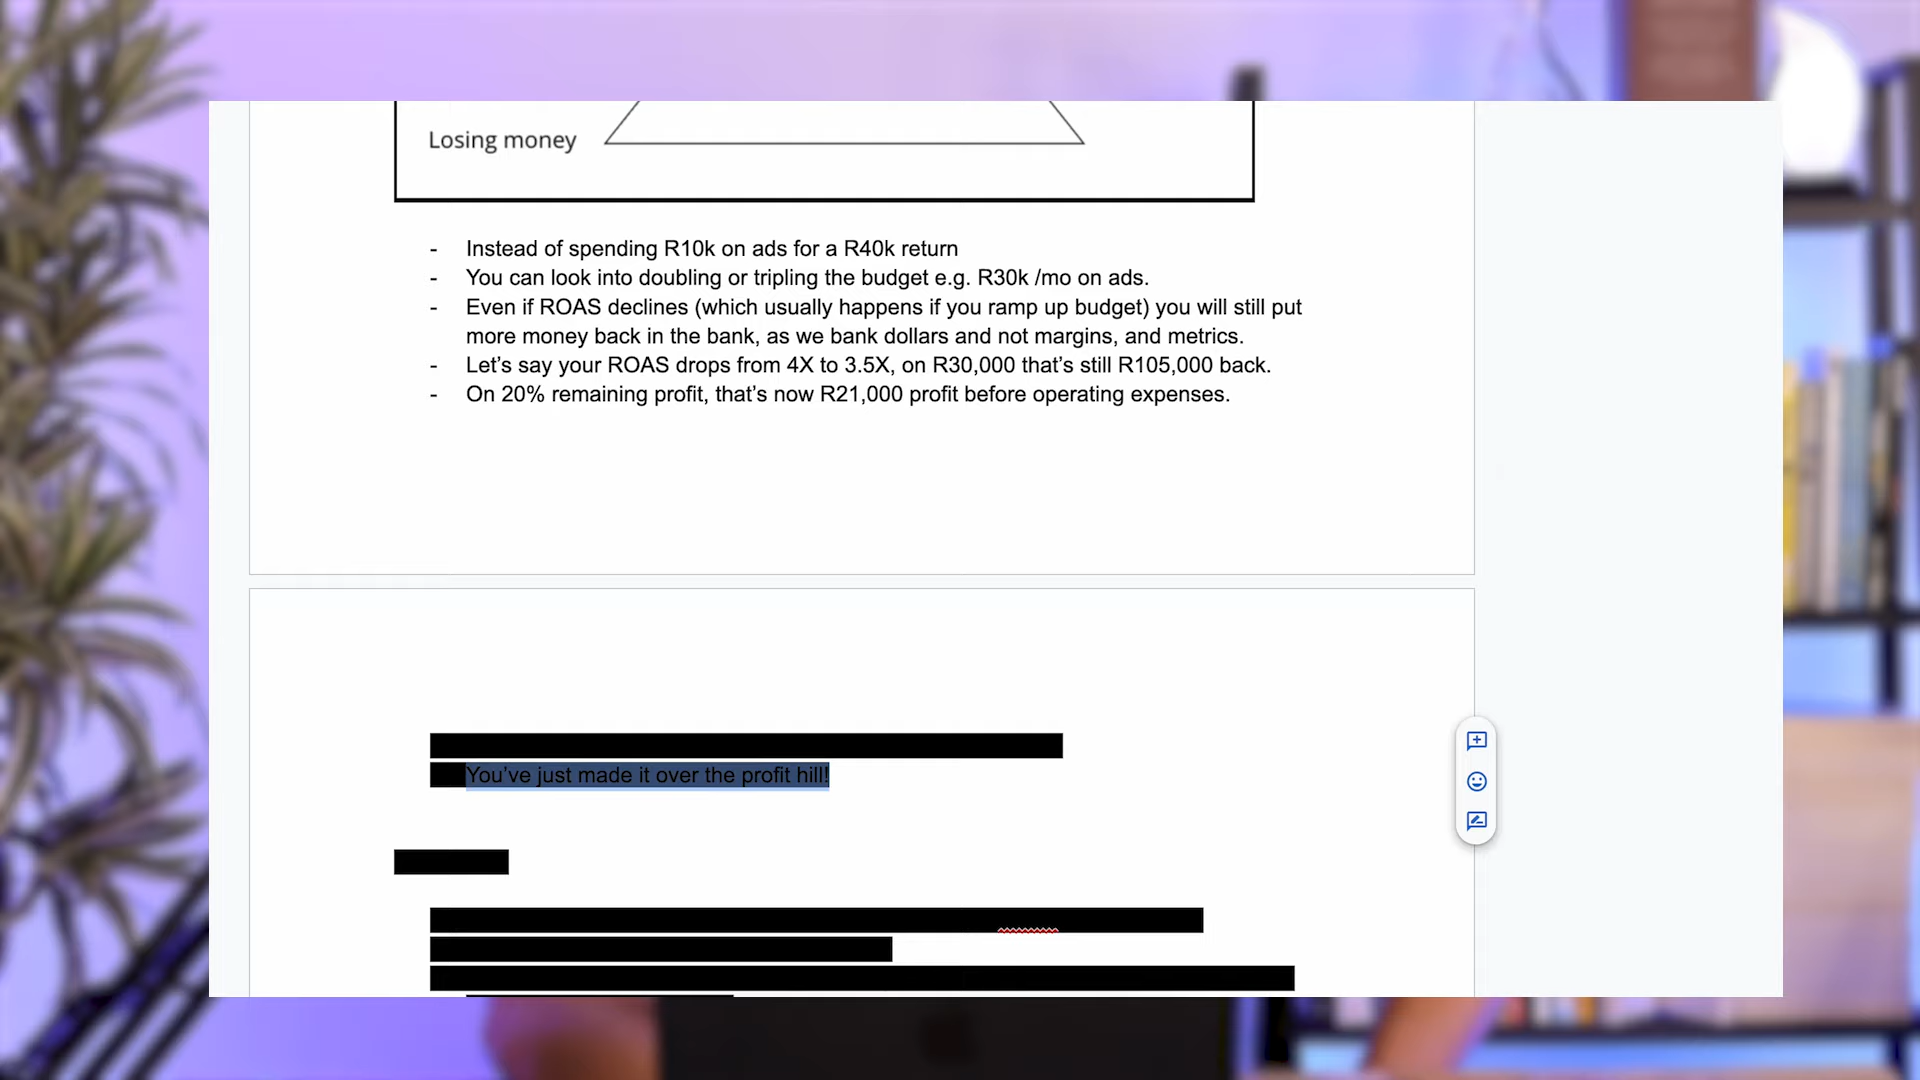 Losing money
- Instead of spending R10k on ads for a R40k return
- You can look into doubling or tripling the budget e.g. R30k /mo on ads.
- Even if ROAS declines (which usually happens if you ramp up budget) you will still put
more money back in the bank, as we bank dollars and not margins, and metrics.
- Let’s say your ROAS drops from 4X to 3.5X, on R30,000 that’s still R105,000 back.
- On 20% remaining profit, that’s now R21,000 profit before operating expenses.
You’ve just made it over the profit hill!